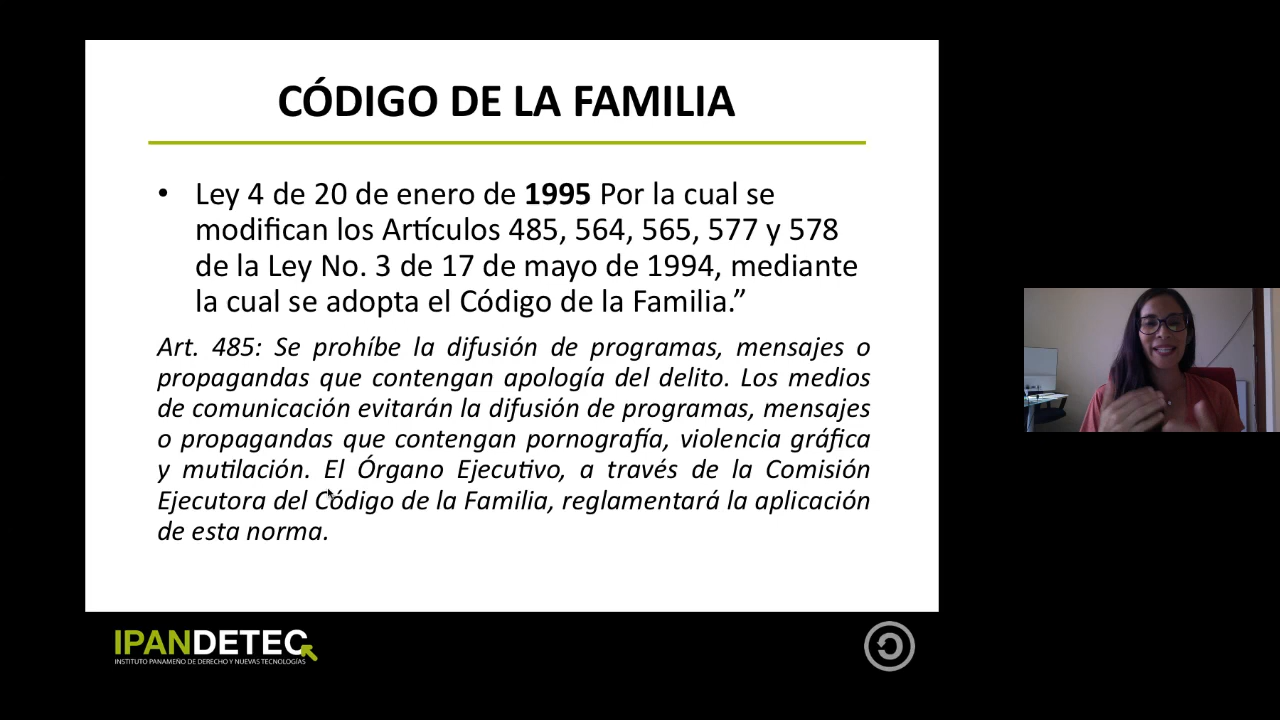 CÓDIGO DE LA FAMILIA
• Ley 4 de 20 de enero de 1995 Por la cual se
modifican los Artículos 485, 564, 565, 577 y 578
de la Ley No. 3 de 17 de mayo de 1994, mediante
la cual se adopta el Código de la Familia.”
Art. 485: Se prohíbe la difusión de programas, mensajes o
propagandas que contengan apología del delito. Los medios
de comunicación evitarán la difusión de programas, mensajes
o propagandas que contengan pornografía, violencia gráfica
y mutilación. El Órgano Ejecutivo, a través de la Comisión
Ejecutora del Código de la Familia, reglamentará la aplicación
de esta norma.
IPANDETEC
INSTITUTO PANAMEÑO DE DERECHO Y NUEVAS TECNOLOGÍAS